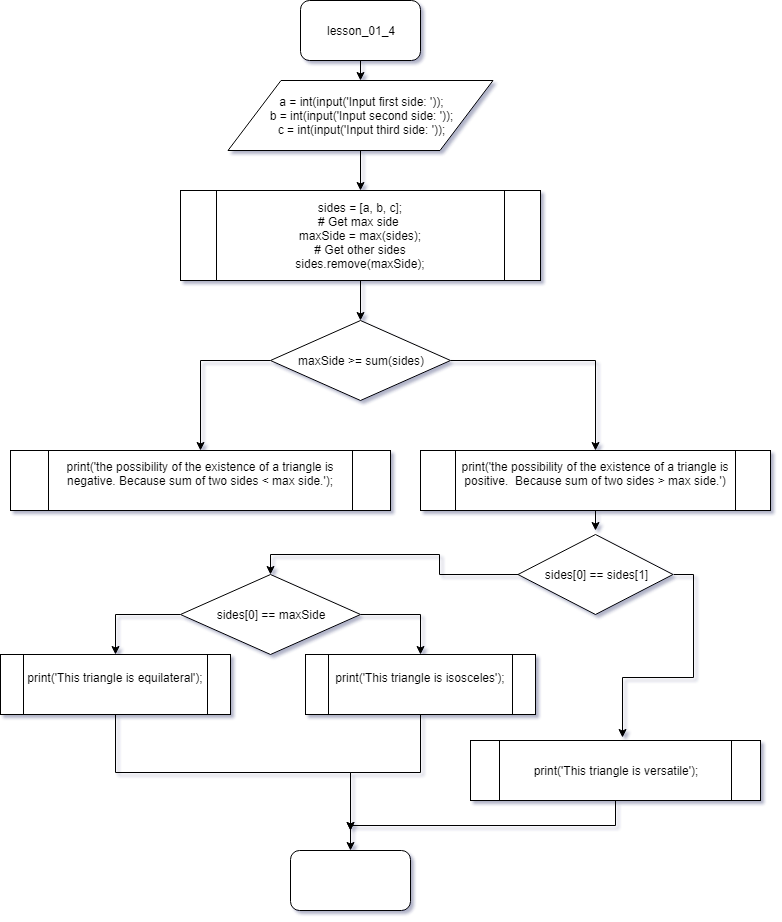 lesson_01_4
a = int(input('Input first side: '));
b = int(input('Input second side: '));
c = int(input('Input third side: '));
sides = [a, b, c];
# Get max side
maxSide = max(sides);
# Get other sides
sides.remove(maxSide);
maxSide >= sum(sides)
print('the possibility of the existence of a triangle is
negative. Because sum of two sides < max side.');
print('the possibility of the existence of a triangle is
positive.  Because sum of two sides > max side.')
sides[0] == sides[1]
sides[0] == maxSide
print('This triangle is equilateral');
print('This triangle is isosceles');
print('This triangle is versatile');